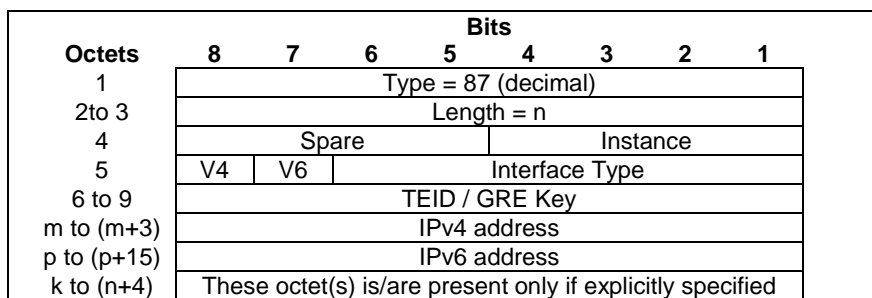 Bits
Octets 8 7 6 5 4 3 2 1
1 Type = 87 (decimal)
2to 3 Length = n
4 Spare Instance
5 V4 V6 Interface Type
6 to 9 TEID / GRE Key
m to (m+3) IPv4 address
p to (p+15) IPv6 address
k to (n+4) These octet(s) is/are present only if explicitly specified